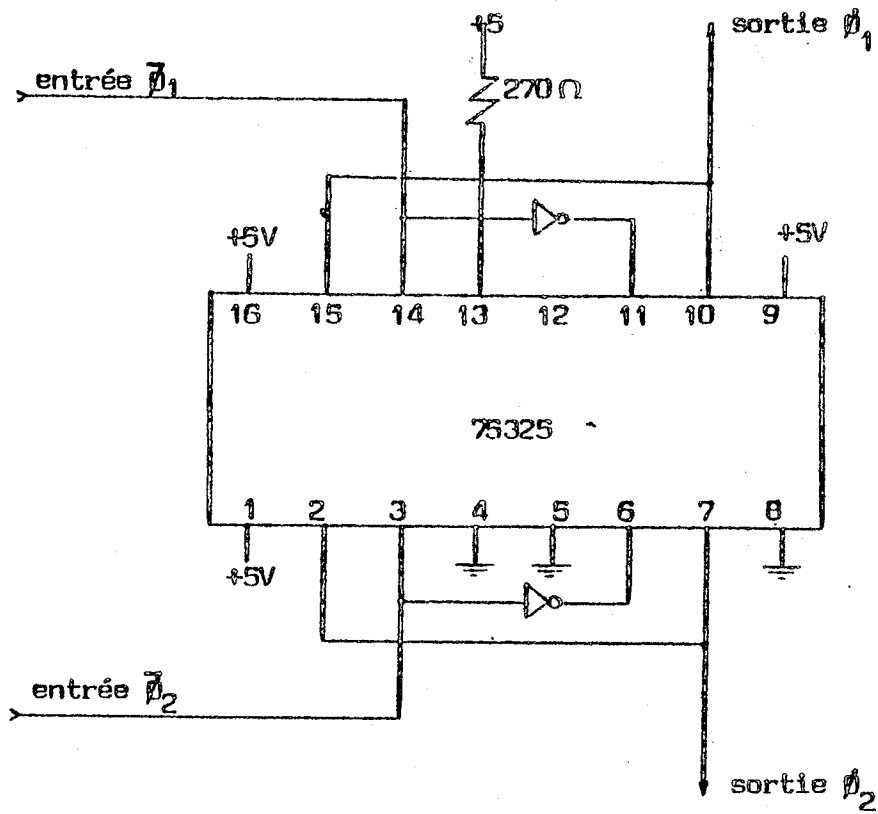 +5
sortie Ø̅1
entrée Ø̅1
270 Ω
+5V
+5V
16 15 14 13 12 11 10 9
75325
1 2 3 4 5 6 7 8
+5V
entrée Ø̅2
sortie Ø2